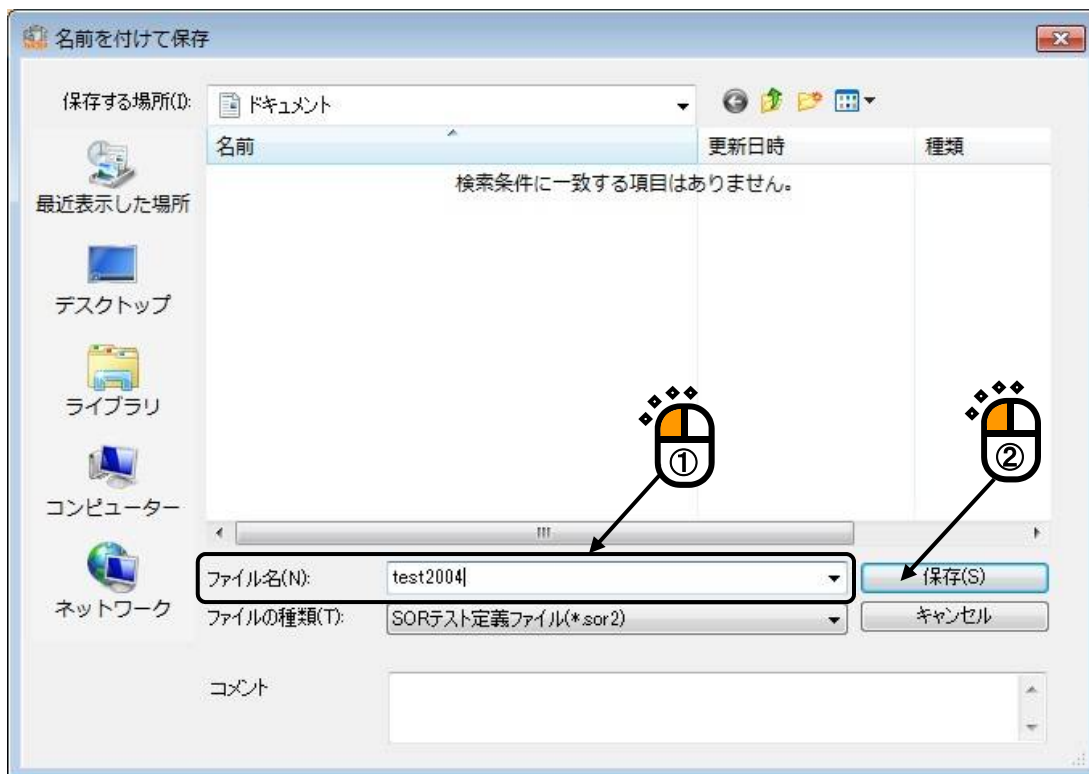 名前を付けて保存
保存する場所(I):
ドキュメント
名前
更新日時
種類
検索条件に一致する項目はありません。
最近表示した場所
デスクトップ
ライブラリ
コンピューター
ネットワーク
①
②
ファイル名(N):
test2004
保存(S)
ファイルの種類(T):
SORテスト定義ファイル(*.sor2)
キャンセル
コメント